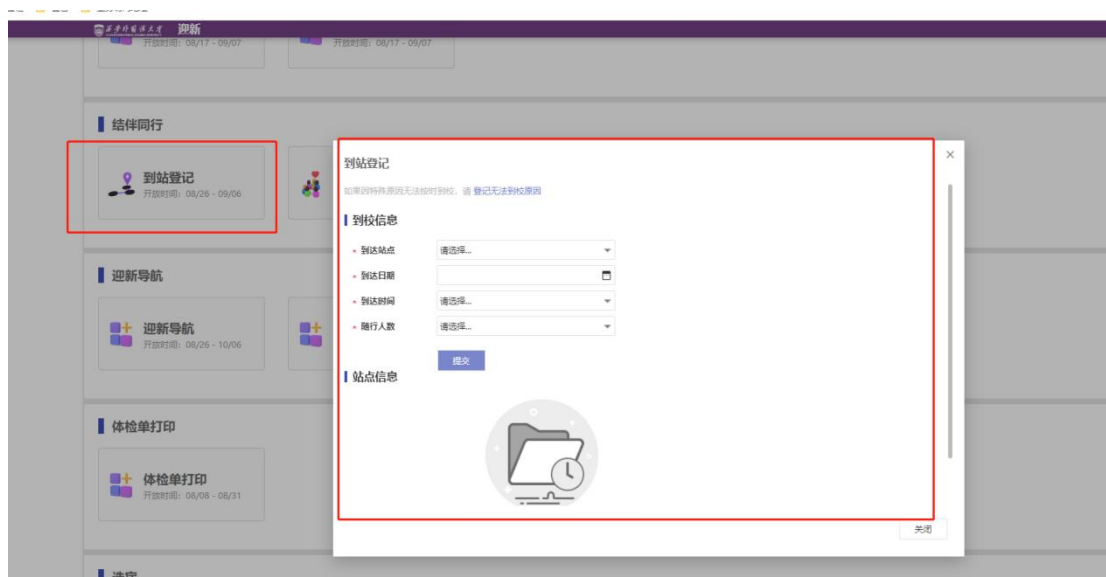 迎新
开放时间：08/17 - 09/07
开放时间：08/17 - 09/07
结伴同行
到站登记
开放时间：08/26 - 09/06
迎新导航
迎新导航
开放时间：08/26 - 10/06
体检单打印
体检单打印
开放时间：08/08 - 08/31
到站登记
如果因特殊原因无法按时到校，请 登记无法到校原因
到校信息
* 到达站点 请选择...
* 到达日期
* 到达时间 请选择...
* 随行人数 请选择...
提交
站点信息
关闭